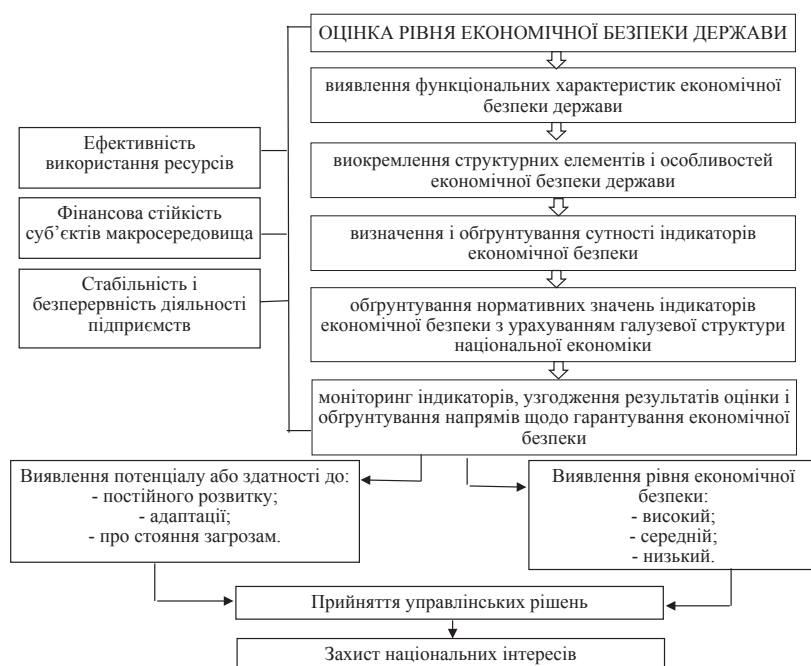 ОЦІНКА РІВНЯ ЕКОНОМІЧНОЇ БЕЗПЕКИ ДЕРЖАВИ
виявлення функціональних характеристик економічної
безпеки держави
виокремлення структурних елементів і особливостей
економічної безпеки держави
визначення і обґрунтування сутності індикаторів
економічної безпеки
обґрунтування нормативних значень індикаторів
економічної безпеки з урахуванням галузевої структури
національної економіки
моніторинг індикаторів, узгодження результатів оцінки і
обґрунтування напрямів щодо гарантування економічної
безпеки
Ефективність
використання ресурсів
Фінансова стійкість
суб’єктів макросередовища
Стабільність і
безперервність діяльності
підприємств
Виявлення потенціалу або здатності до:
- постійного розвитку;
- адаптації;
- про стояння загрозам.
Виявлення рівня економічної
безпеки:
- високий;
- середній;
- низький.
Прийняття управлінських рішень
Захист національних інтересів